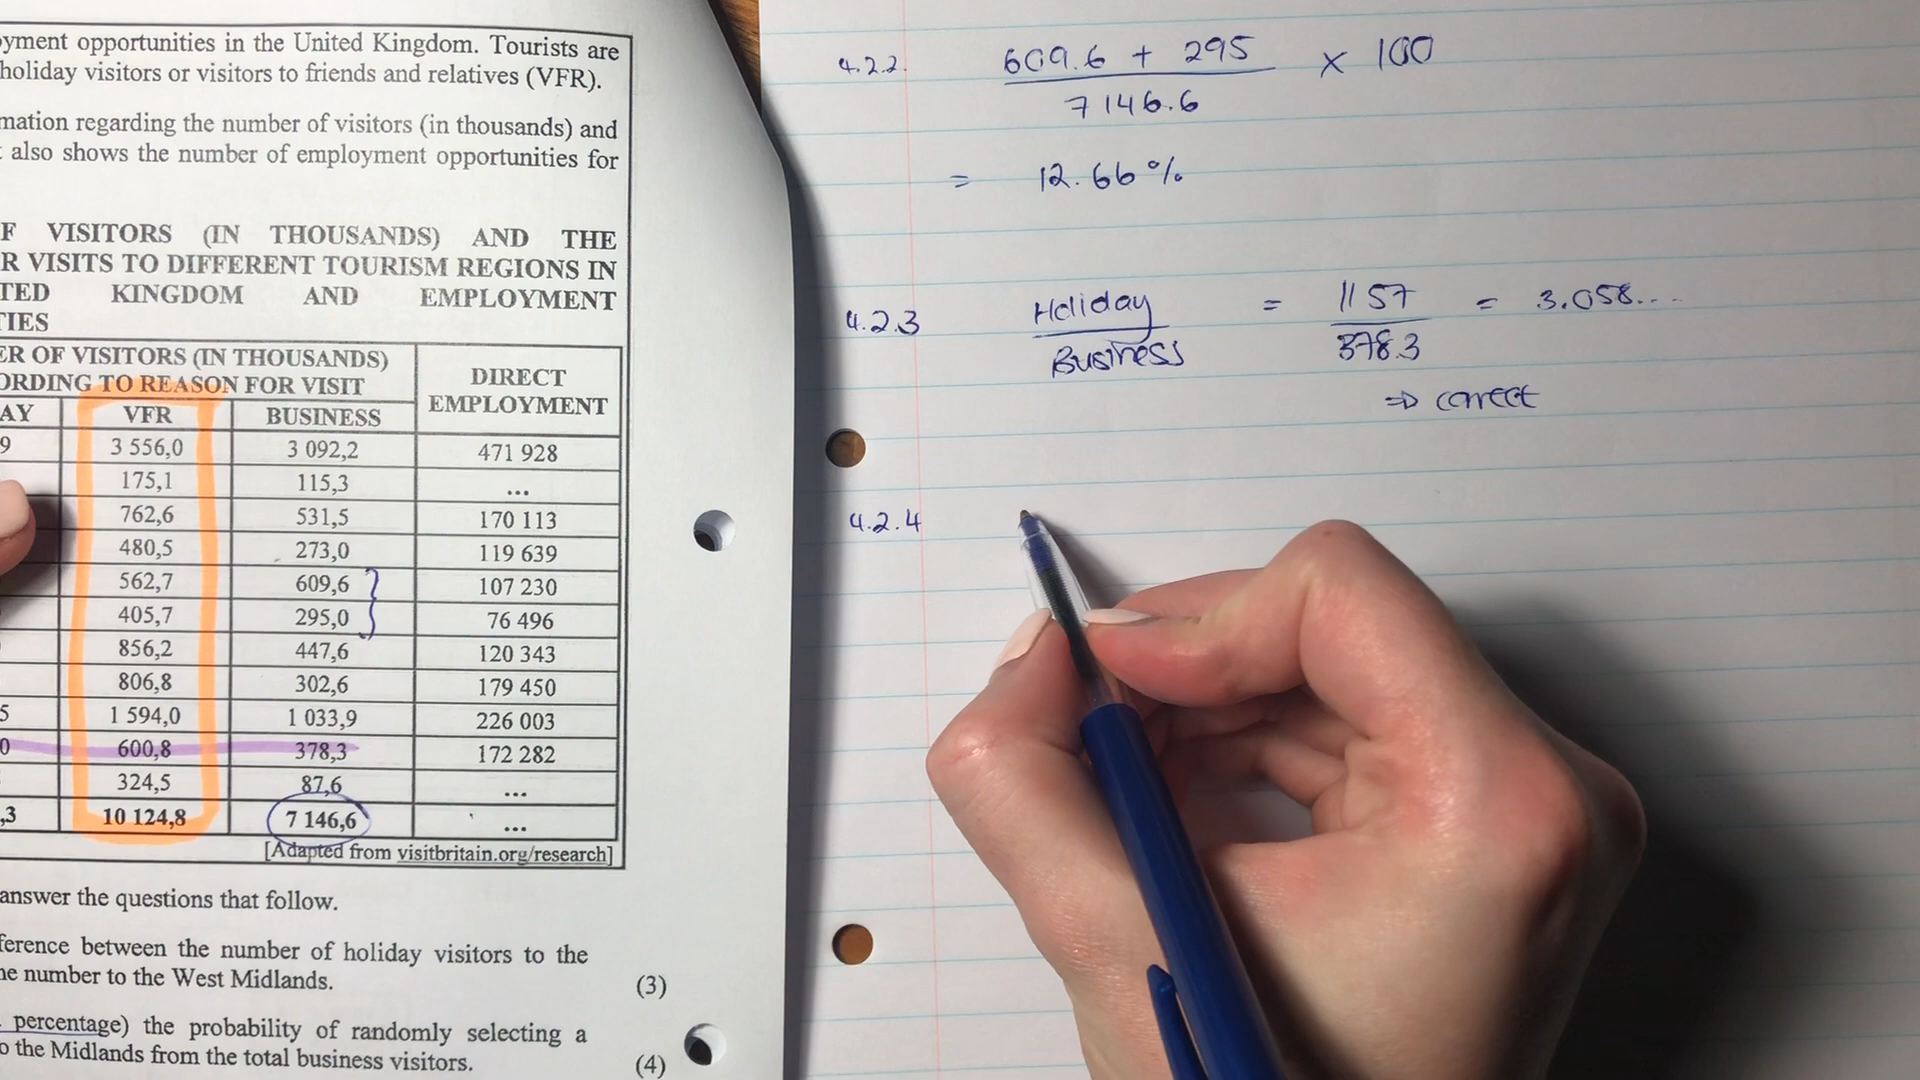 yment opportunities in the United Kingdom. Tourists are
holiday visitors or visitors to friends and relatives (VFR).
mation regarding the number of visitors (in thousands) and
also shows the number of employment opportunities for
F VISITORS (IN THOUSANDS) AND THE
R VISITS TO DIFFERENT TOURISM REGIONS IN
TED KINGDOM AND EMPLOYMENT
TIES
ER OF VISITORS (IN THOUSANDS)
ORDING TO REASON FOR VISIT
DIRECT EMPLOYMENT
AY VFR BUSINESS
9 3 556,0 3 092,2 471 928
175,1 115,3 ...
762,6 531,5 170 113
480,5 273,0 119 639
562,7 609,6 107 230
405,7 295,0 76 496
856,2 447,6 120 343
806,8 302,6 179 450
5 1 594,0 1 033,9 226 003
0 600,8 378,3 172 282
324,5 87,6 ...
,3 10 124,8 7 146,6 ...
[Adapted from visitbritain.org/research]
answer the questions that follow.
ference between the number of holiday visitors to the
he number to the West Midlands. (3)
percentage) the probability of randomly selecting a
o the Midlands from the total business visitors. (4)
4.2.2. 609.6 + 295 x 100
7146.6
= 12.66%
4.2.3 Holiday = 1157 = 3.058....
Business 378.3
⇒ correct
4.2.4